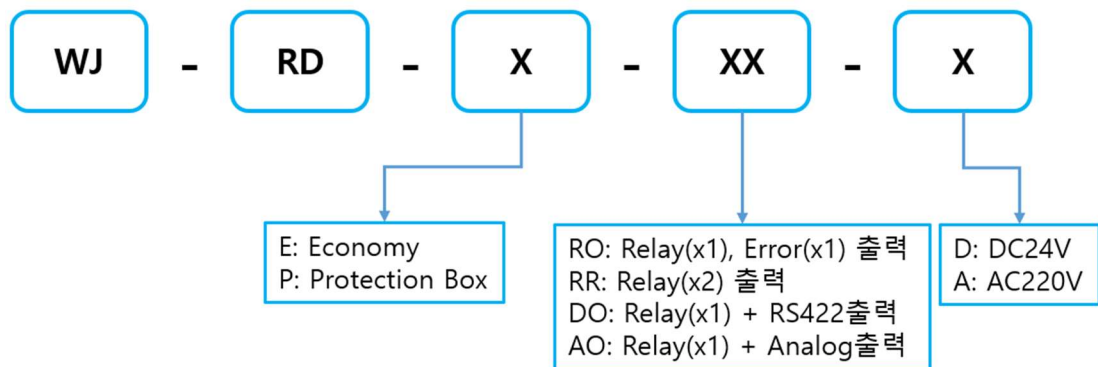 WJ - RD - X - XX - X
E: Economy
P: Protection Box
RO: Relay(x1), Error(x1) 출력
RR: Relay(x2) 출력
DO: Relay(x1) + RS422출력
AO: Relay(x1) + Analog출력
D: DC24V
A: AC220V